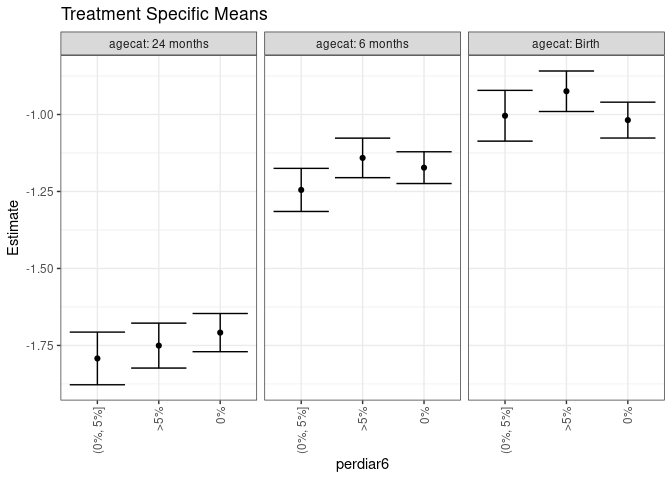 Treatment Specific Means
agecat: 24 months
agecat: 6 months
agecat: Birth
Estimate
-1.00
-1.25
-1.50
-1.75
(0%, 5%]
>5%
0%
(0%, 5%]
>5%
0%
(0%, 5%]
>5%
0%
perdiar6